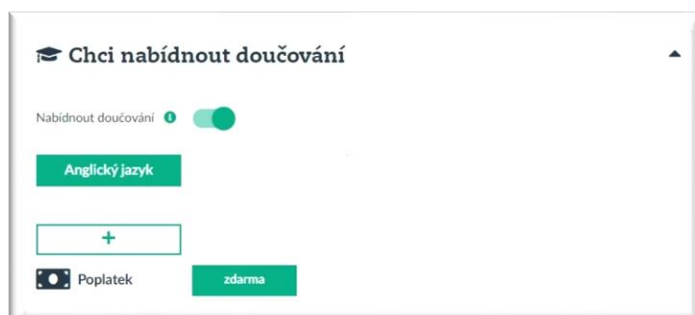 Chci nabídnout doučování
Nabídnout doučování
Anglický jazyk
+
Poplatek zdarma